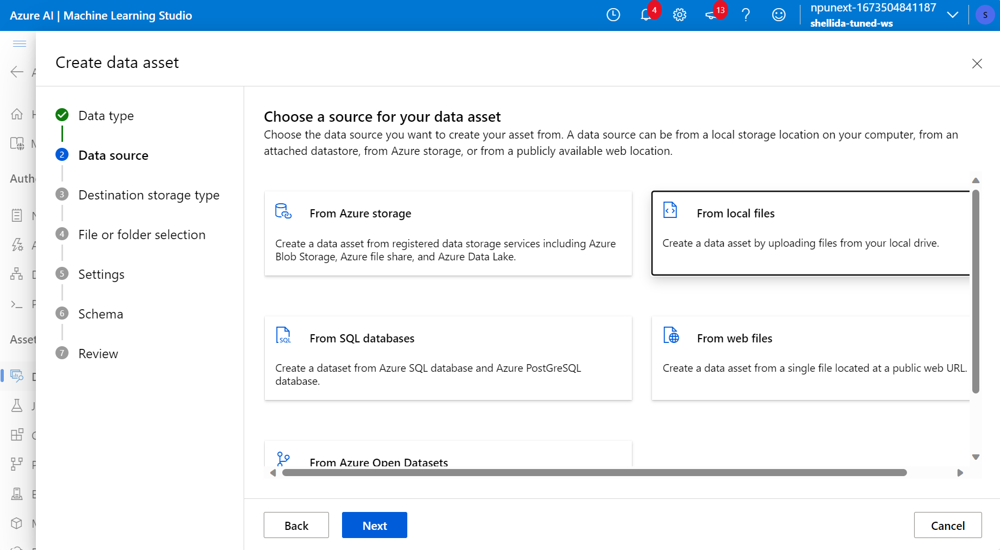 Azure AI | Machine Learning Studio
4
13
npunext-1673504841187
shellida-tuned-ws
S
Create data asset
Data type
2
Data source
3
Destination storage type
4
File or folder selection
5
Settings
6
Schema
7
Review
Choose a source for your data asset
Choose the data source you want to create your asset from. A data source can be from a local storage location on your computer, from an
attached datastore, from Azure storage, or from a publicly available web location.
From Azure storage
Create a data asset from registered data storage services including Azure
Blob Storage, Azure file share, and Azure Data Lake.
From local files
Create a data asset by uploading files from your local drive.
SQL
From SQL databases
Create a dataset from Azure SQL database and Azure PostGreSQL
database.
From web files
Create a data asset from a single file located at a public web URL.
From Azure Open Datasets
Back
Next
Cancel